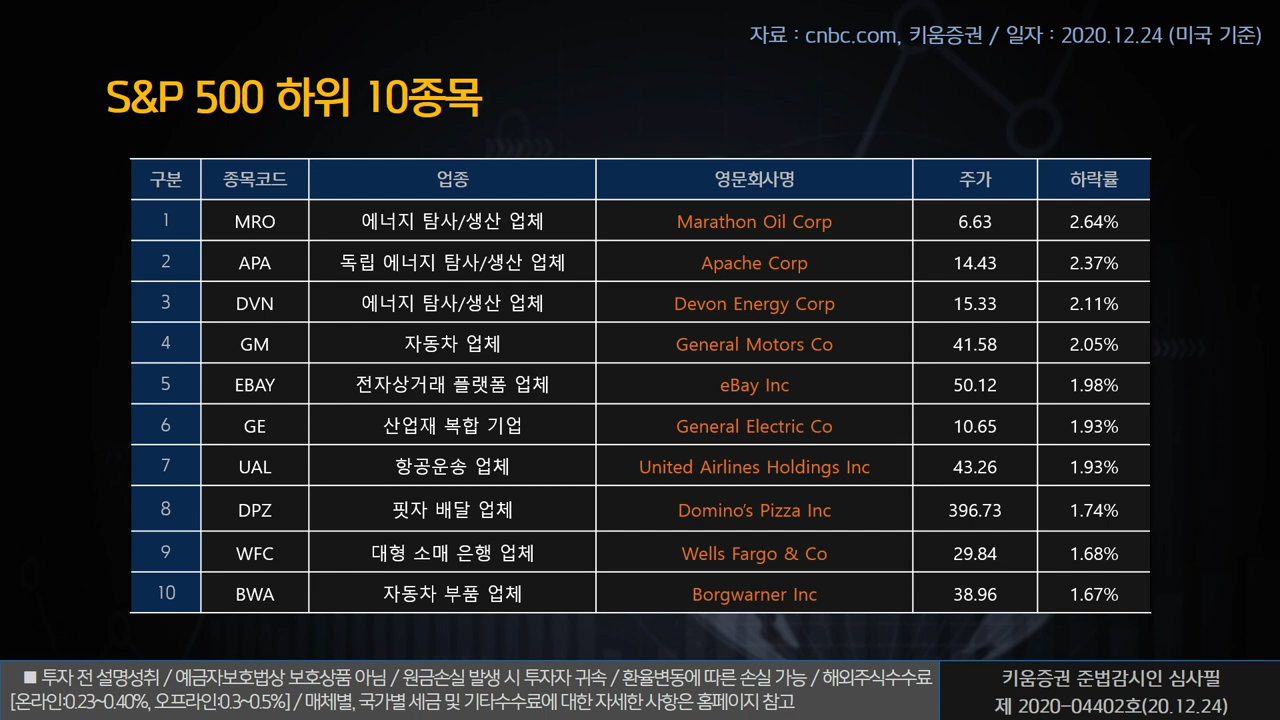 자료 : cnbc.com, 키움증권 / 일자 : 2020.12.24 (미국 기준)
S&P 500 하위 10종목
구분 종목코드 업종 영문회사명 주가 하락률
1 MRO 에너지 탐사/생산 업체 Marathon Oil Corp 6.63 2.64%
2 APA 독립 에너지 탐사/생산 업체 Apache Corp 14.43 2.37%
3 DVN 에너지 탐사/생산 업체 Devon Energy Corp 15.33 2.11%
4 GM 자동차 업체 General Motors Co 41.58 2.05%
5 EBAY 전자상거래 플랫폼 업체 eBay Inc 50.12 1.98%
6 GE 산업재 복합 기업 General Electric Co 10.65 1.93%
7 UAL 항공운송 업체 United Airlines Holdings Inc 43.26 1.93%
8 DPZ 핏자 배달 업체 Domino’s Pizza Inc 396.73 1.74%
9 WFC 대형 소매 은행 업체 Wells Fargo & Co 29.84 1.68%
10 BWA 자동차 부품 업체 Borgwarner Inc 38.96 1.67%
■ 투자 전 설명성취 / 예금자보호법상 보호상품 아님 / 원금손실 발생 시 투자자 귀속 / 환율변동에 따른 손실 가능 / 해외주식수수료
[온라인:0.23~0.40%, 오프라인:0.3~0.5%] / 매체별, 국가별 세금 및 기타수수료에 대한 자세한 사항은 홈페이지 참고
키움증권 준법감시인 심사필
제 2020-04402호(20.12.24)